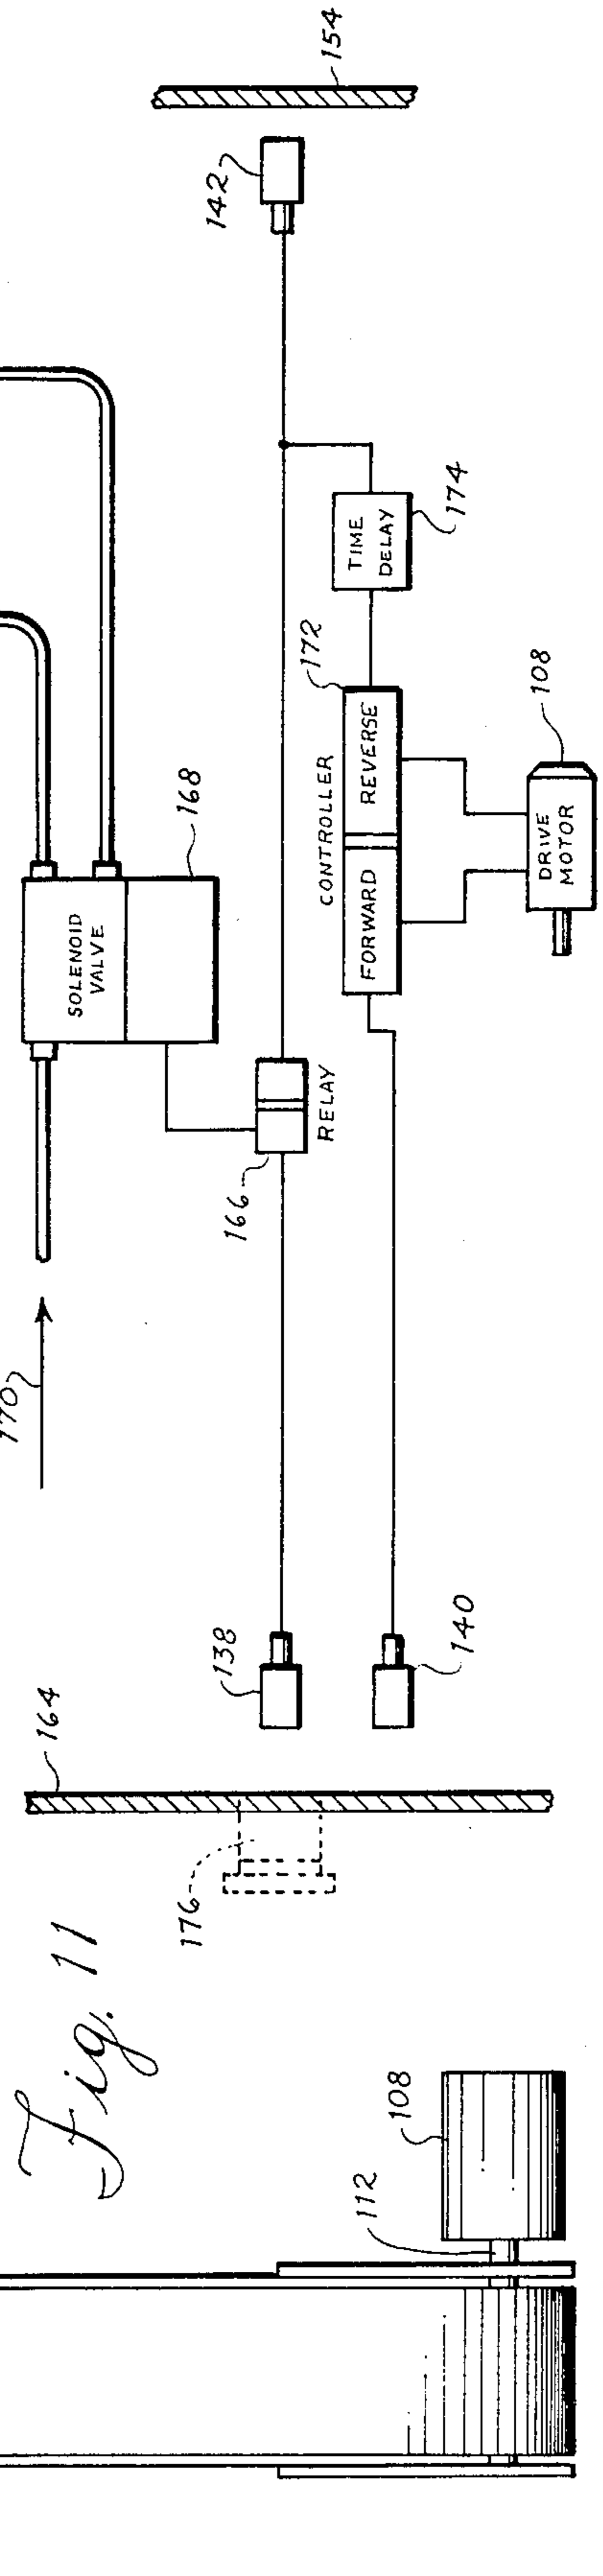 154
142
TIME
DELAY
174
172
CONTROLLER
FORWARD
REVERSE
108
DRIVE
MOTOR
168
SOLENOID
VALVE
RELAY
166
170
138
140
164
176
Fig. 11
108
112